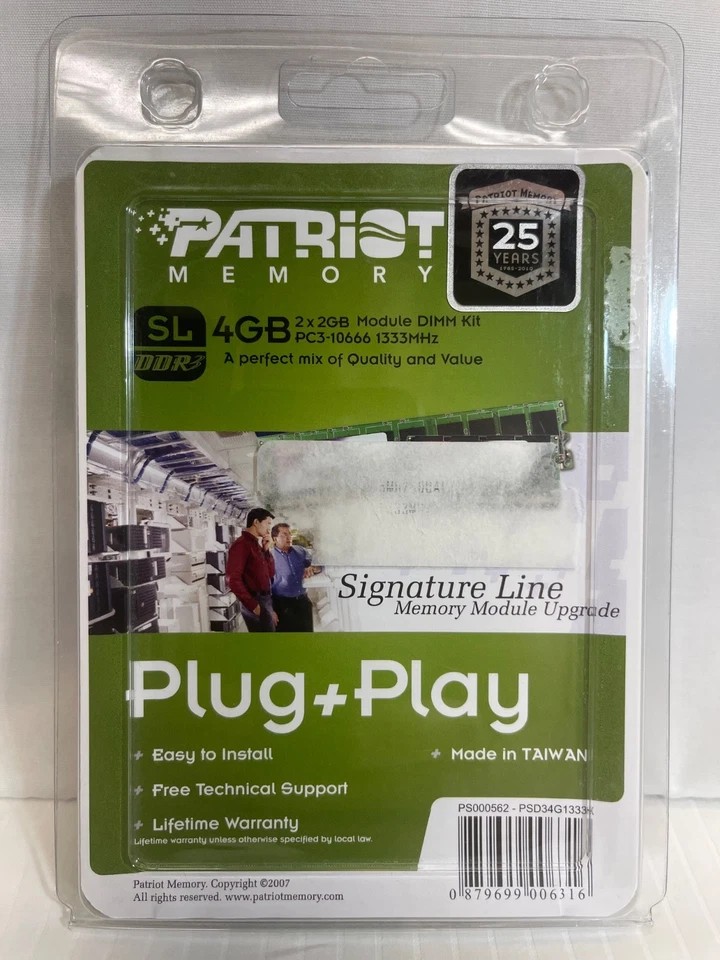 PATRIOT
MEMORY
PATRIOT MEMORY
25
YEARS
1985-2010
SL
DDR3
4GB
2 x 2GB Module DIMM Kit
PC3-10666 1333MHz
A perfect mix of Quality and Value
Signature Line
Memory Module Upgrade
Plug+Play
+ Easy to Install
+ Made in TAIWAN
+ Free Technical Support
+ Lifetime Warranty
Lifetime warranty unless otherwise specified by local law.
PS000562 - PSD34G1333K
Patriot Memory. Copyright ©2007
All rights reserved. www.patriotmemory.com
0 879699 006316